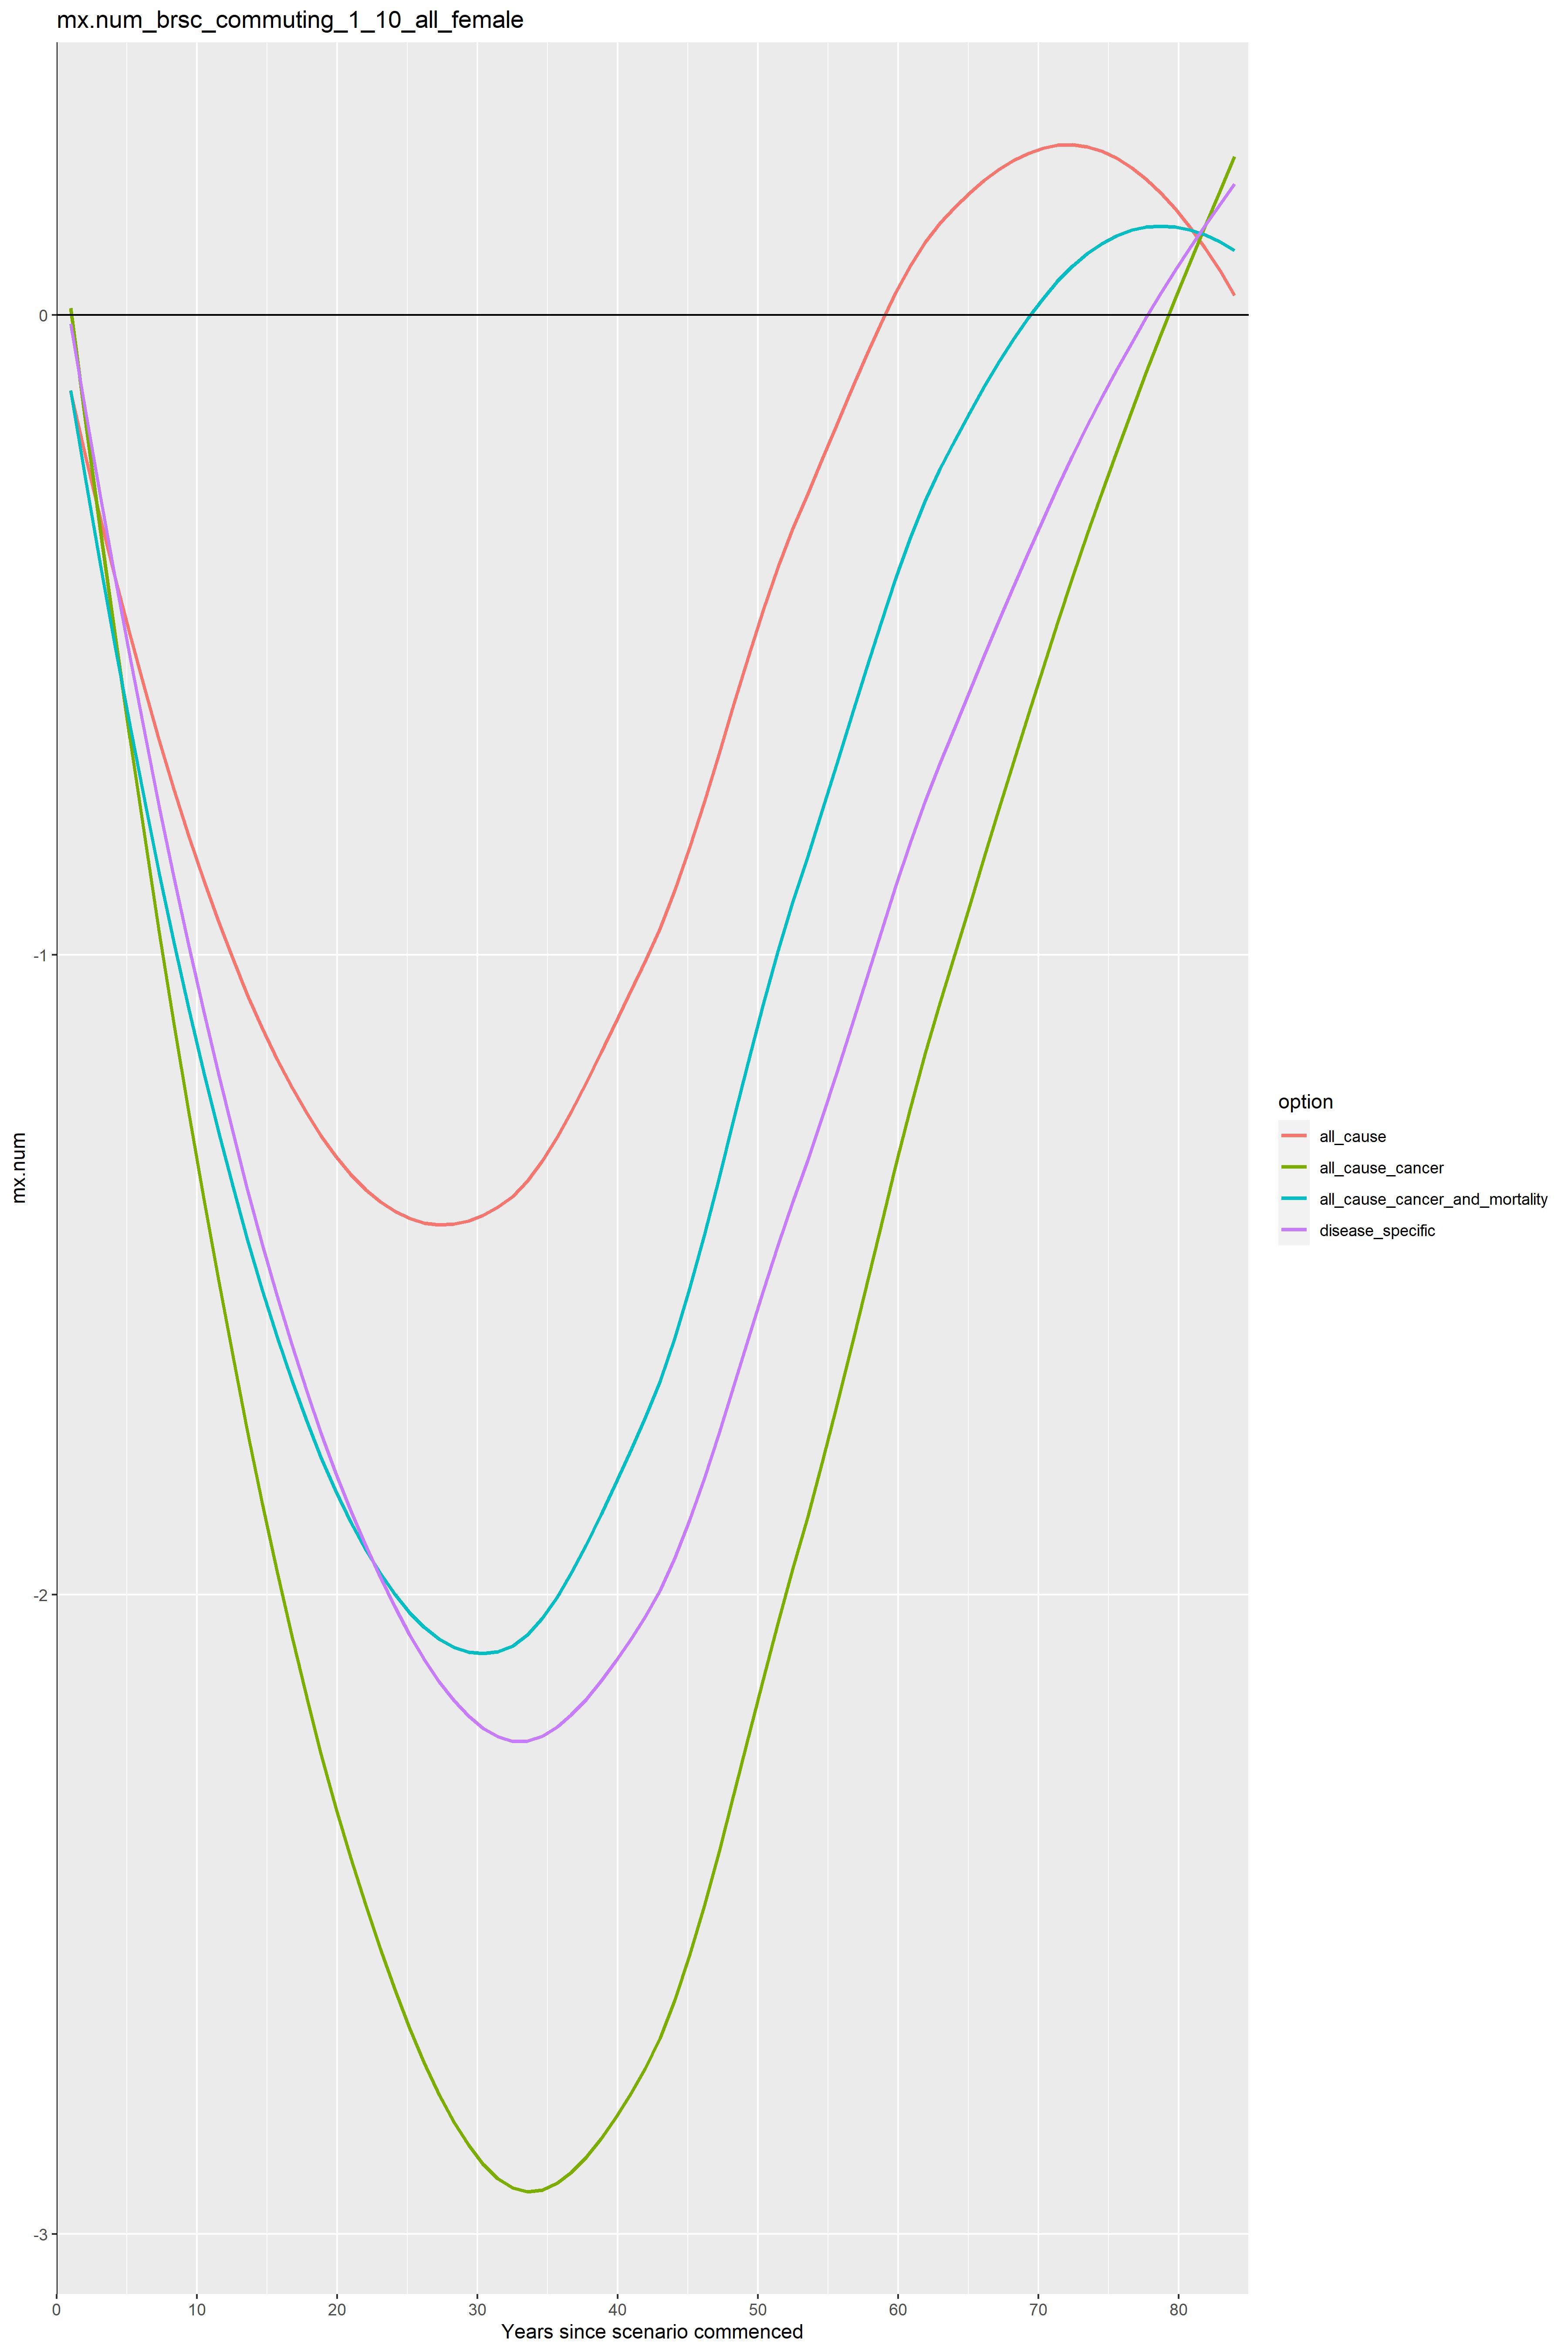 mx.num_brsc_commuting_1_10_all_female
mx.num
0
-1
-2
-3
0 10 20 30 40 50 60 70 80
Years since scenario commenced
option
all_cause
all_cause_cancer
all_cause_cancer_and_mortality
disease_specific